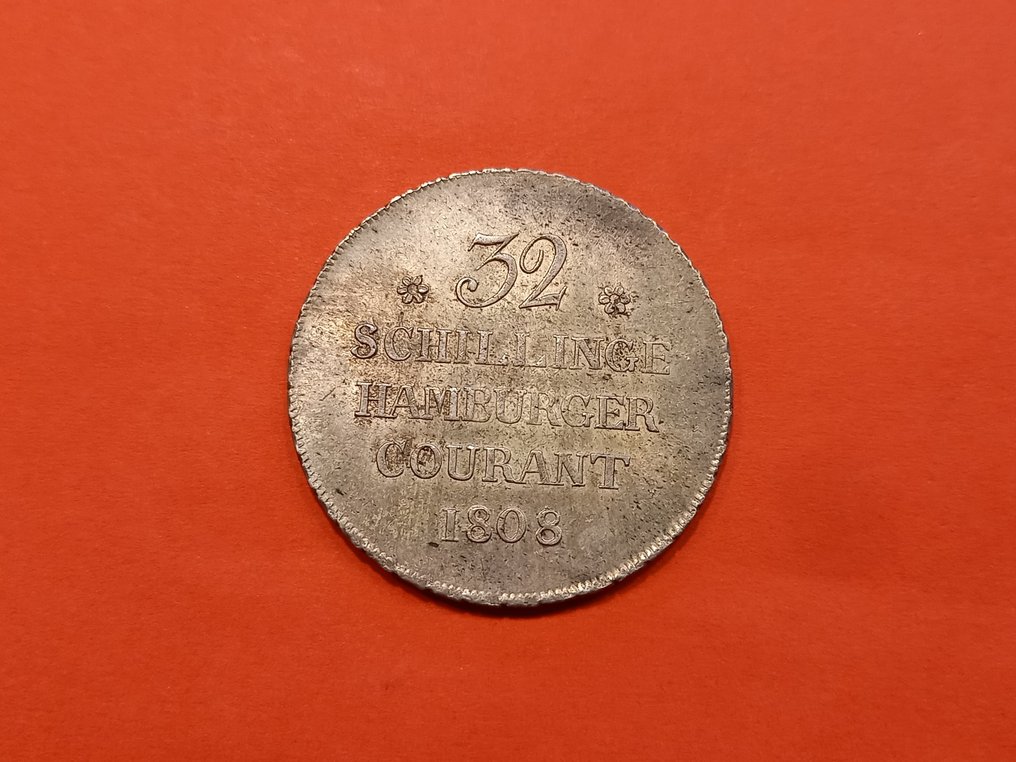 32
SCHILLINGE
HAMBURGER
COURANT
1808